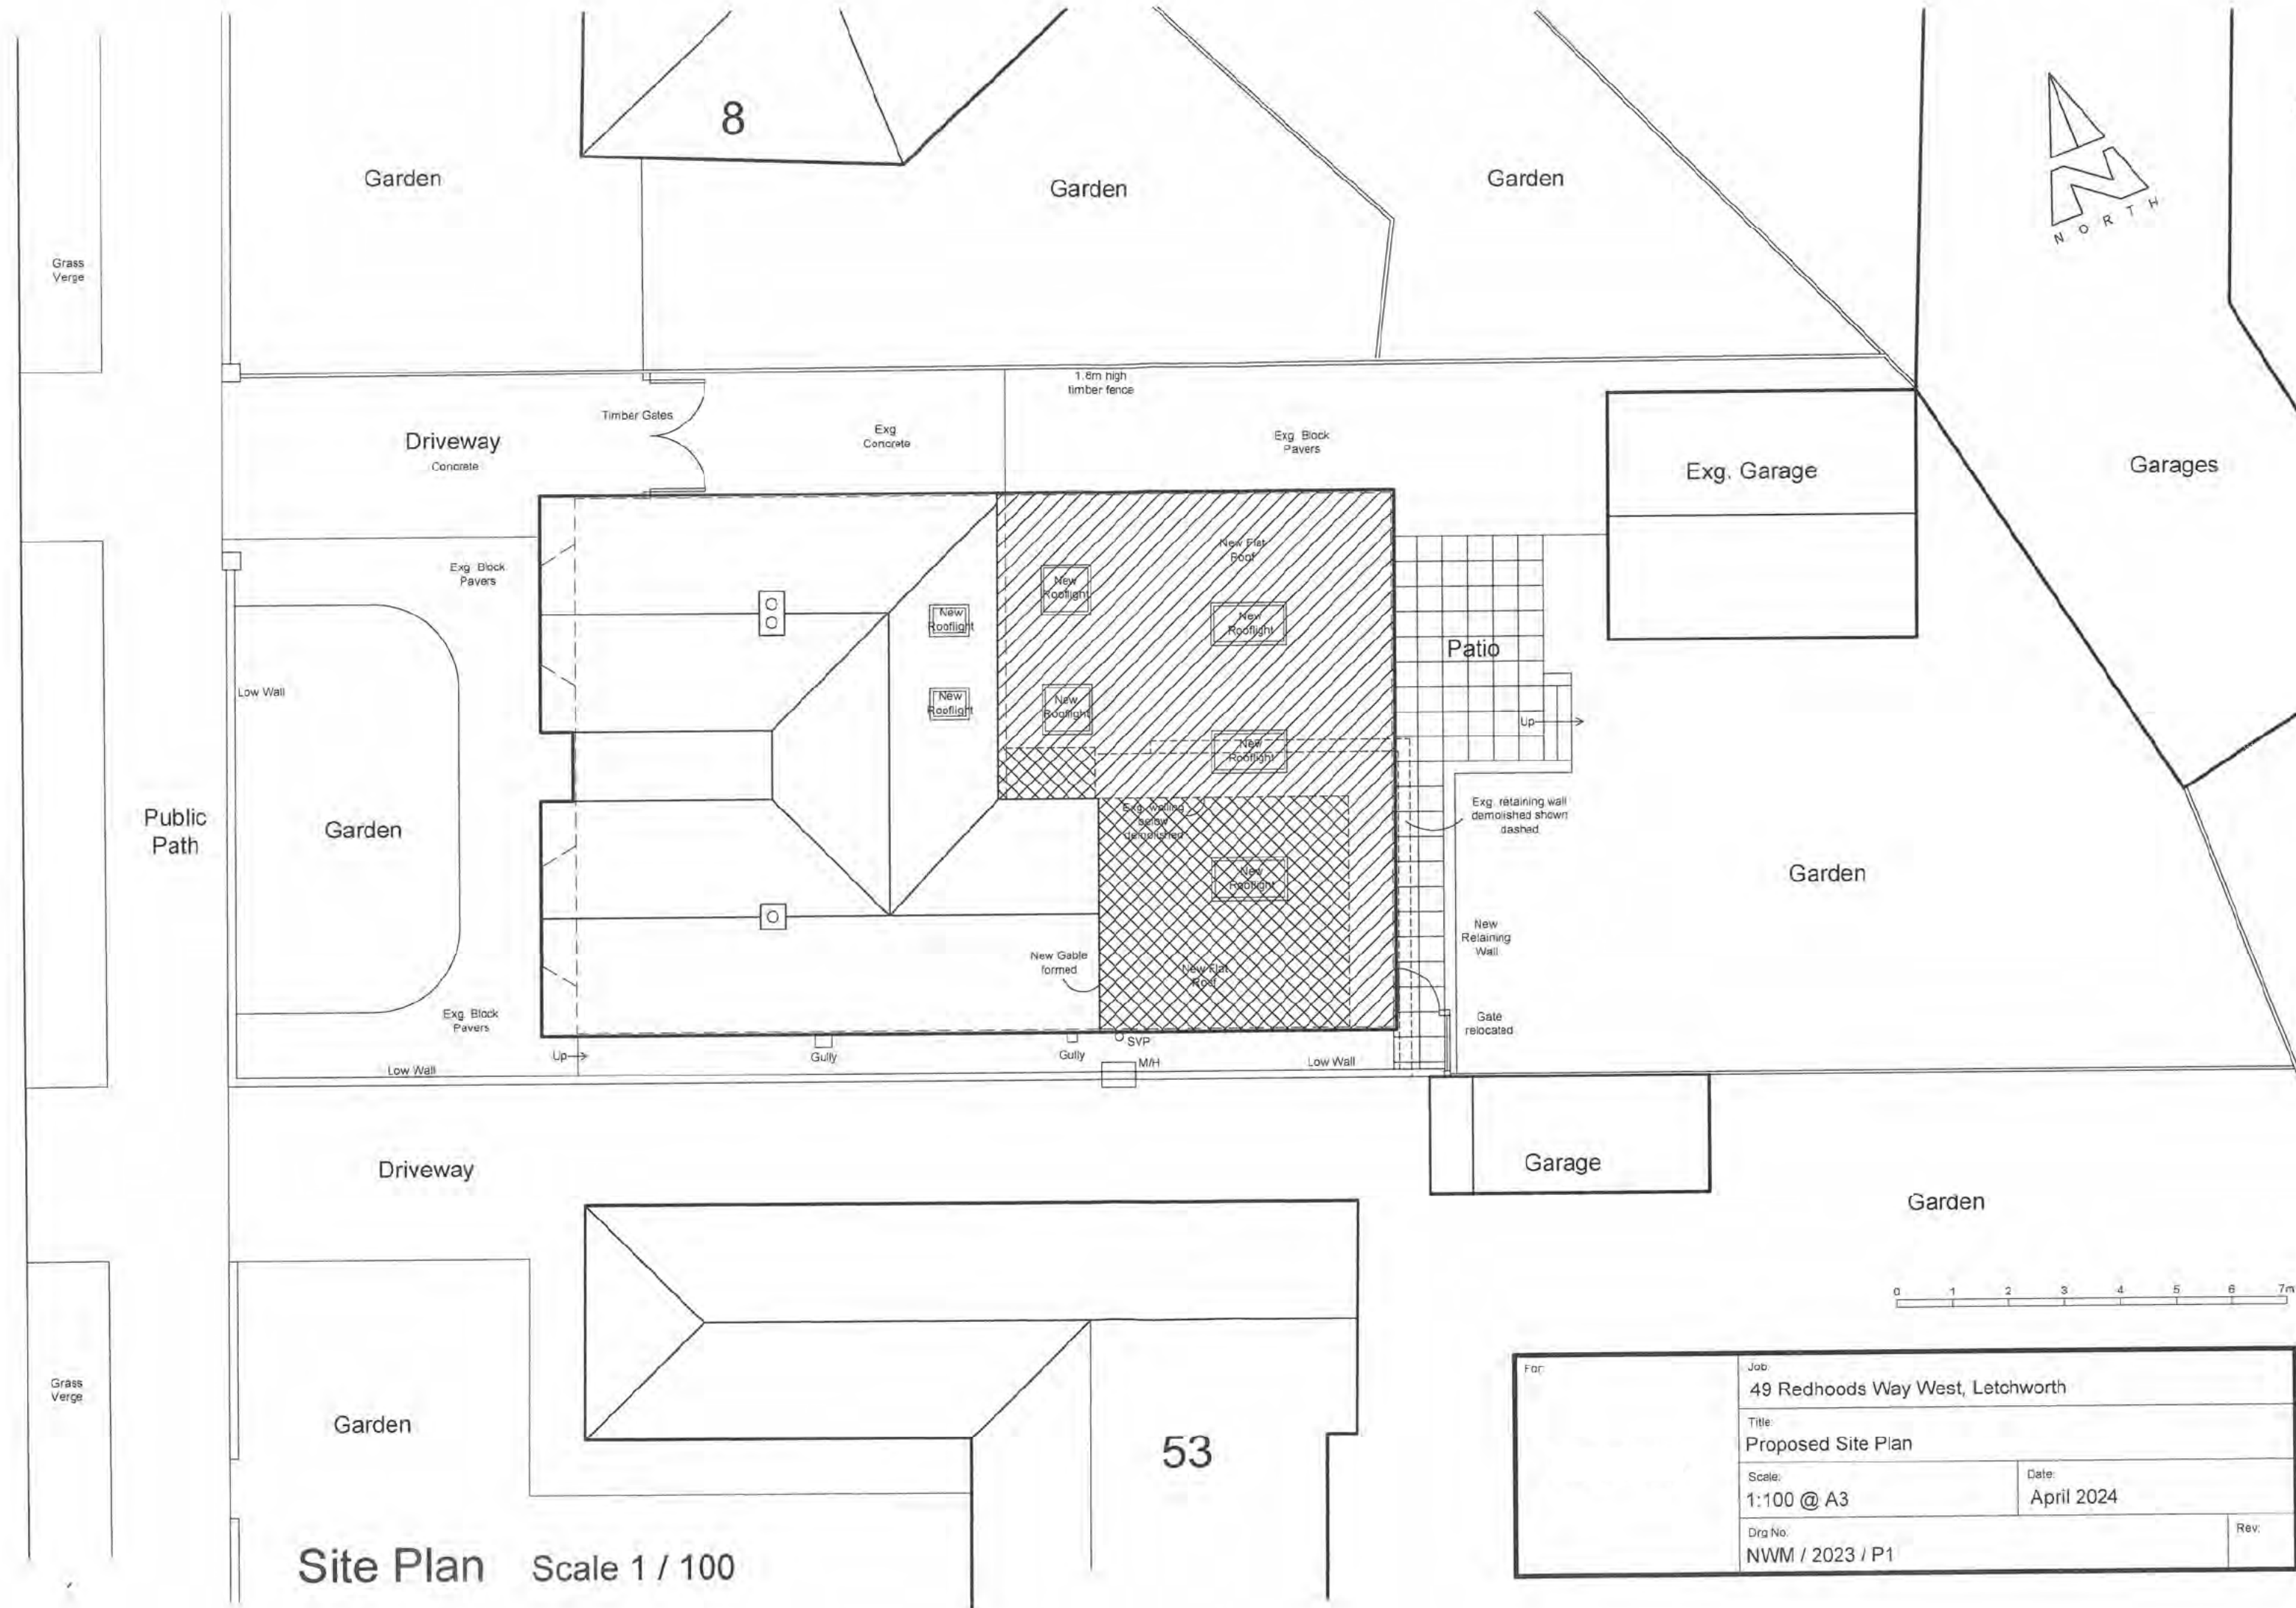 8
Garden
Garden
Garden
NORTH
Grass
Verge
1.8m high
timber fence
Timber Gates
Driveway
Concrete
Exg
Concrete
Exg. Block
Pavers
Exg. Garage
Garages
New Flat
Roof
Exg. Block
Pavers
New
Rooflight
New
Rooflight
New
Rooflight
Patio
Low Wall
New
Rooflight
New
Rooflight
Up
New
Rooflight
Public
Path
Garden
Exg. walling
below
demolished
Exg. retaining wall
demolished shown
dashed
Garden
New
Rooflight
New
Retaining
Wall
New Gable
formed
New Flat
Roof
Exg. Block
Pavers
Gate
relocated
Up
Gully
Gully
SVP
M/H
Low Wall
Low Wall
Driveway
Garage
Garden
0 1 2 3 4 5 6 7m
Grass
Verge
Garden
53
For:
Job:
49 Redhoods Way West, Letchworth
Title:
Proposed Site Plan
Scale:
1:100 @ A3
Date:
April 2024
Drg No.
NWM / 2023 / P1
Rev:
Site Plan Scale 1 / 100